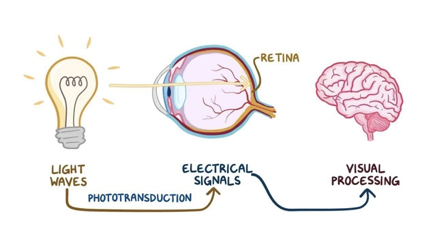 RETINA
LIGHT
WAVES
PHOTOTRANSDUCTION
ELECTRICAL
SIGNALS
VISUAL
PROCESSING